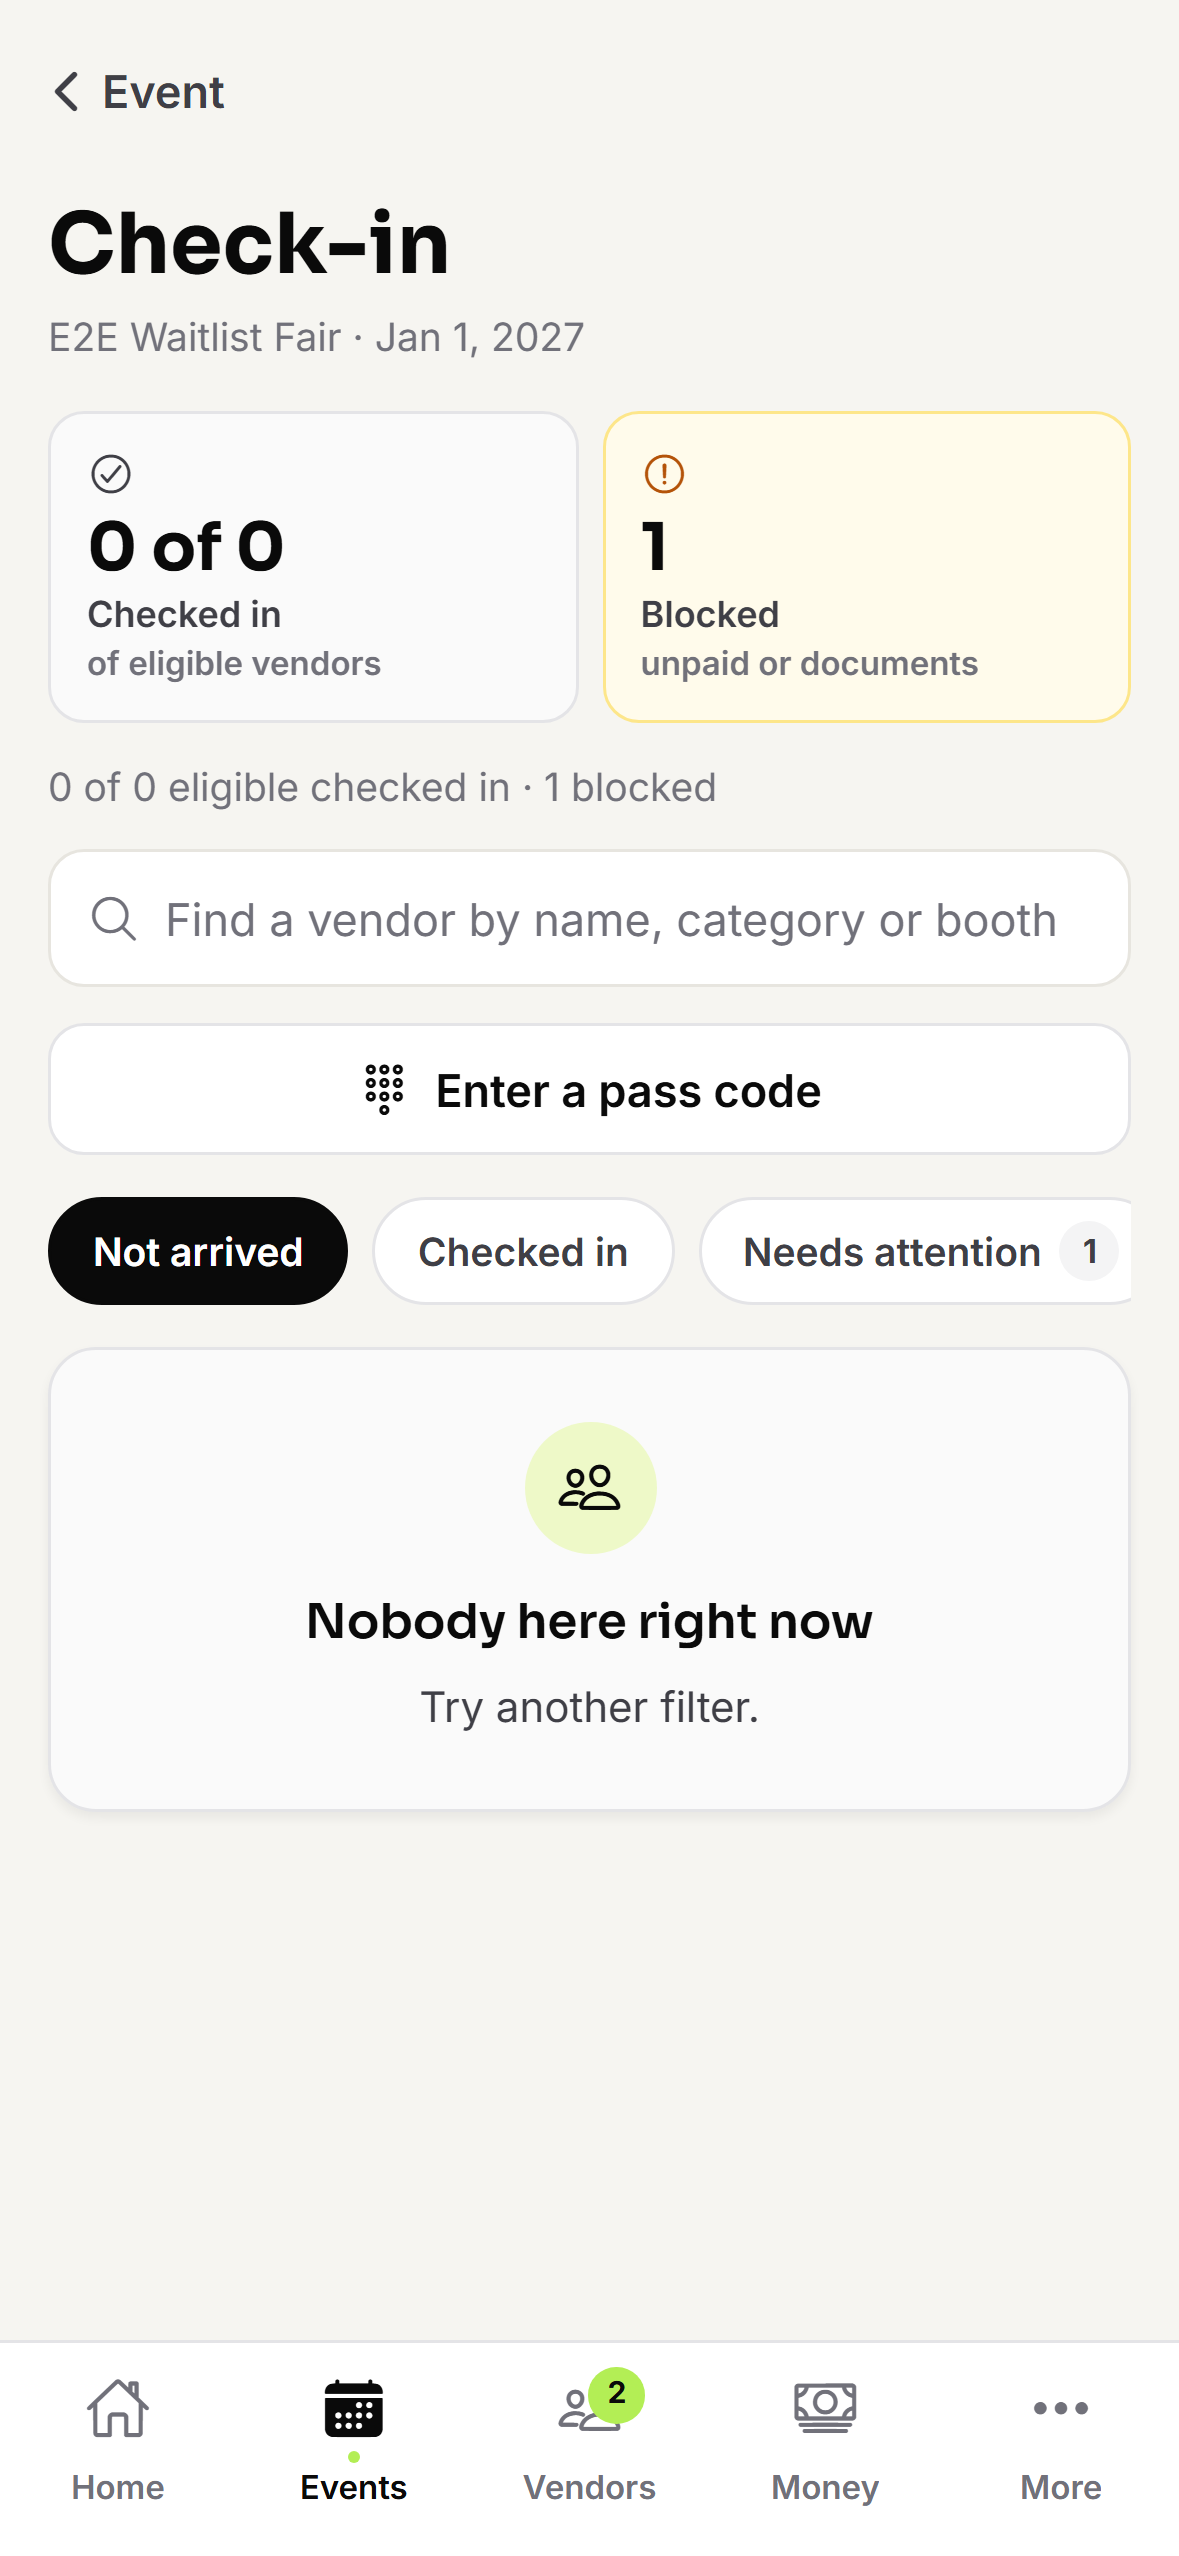 Event
Check-in
E2E Waitlist Fair · Jan 1, 2027
0 of 0
Checked in
of eligible vendors
1
Blocked
unpaid or documents
0 of 0 eligible checked in · 1 blocked
Find a vendor by name, category or booth
Enter a pass code
Not arrived
Checked in
Needs attention 1
Nobody here right now
Try another filter.
2
Home
Events
Vendors
Money
More